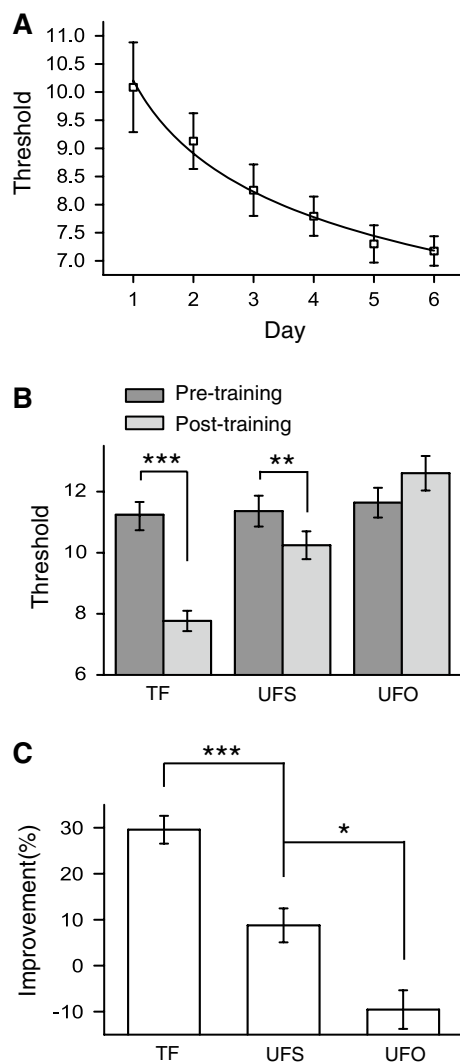 A
Threshold
11.0
10.5
10.0
9.5
9.0
8.5
8.0
7.5
7.0
1 2 3 4 5 6
Day
B
Pre-training
Post-training
Threshold
12
10
8
6
***
**
TF UFS UFO
C
Improvement(%)
30
20
10
0
-10
***
*
TF UFS UFO